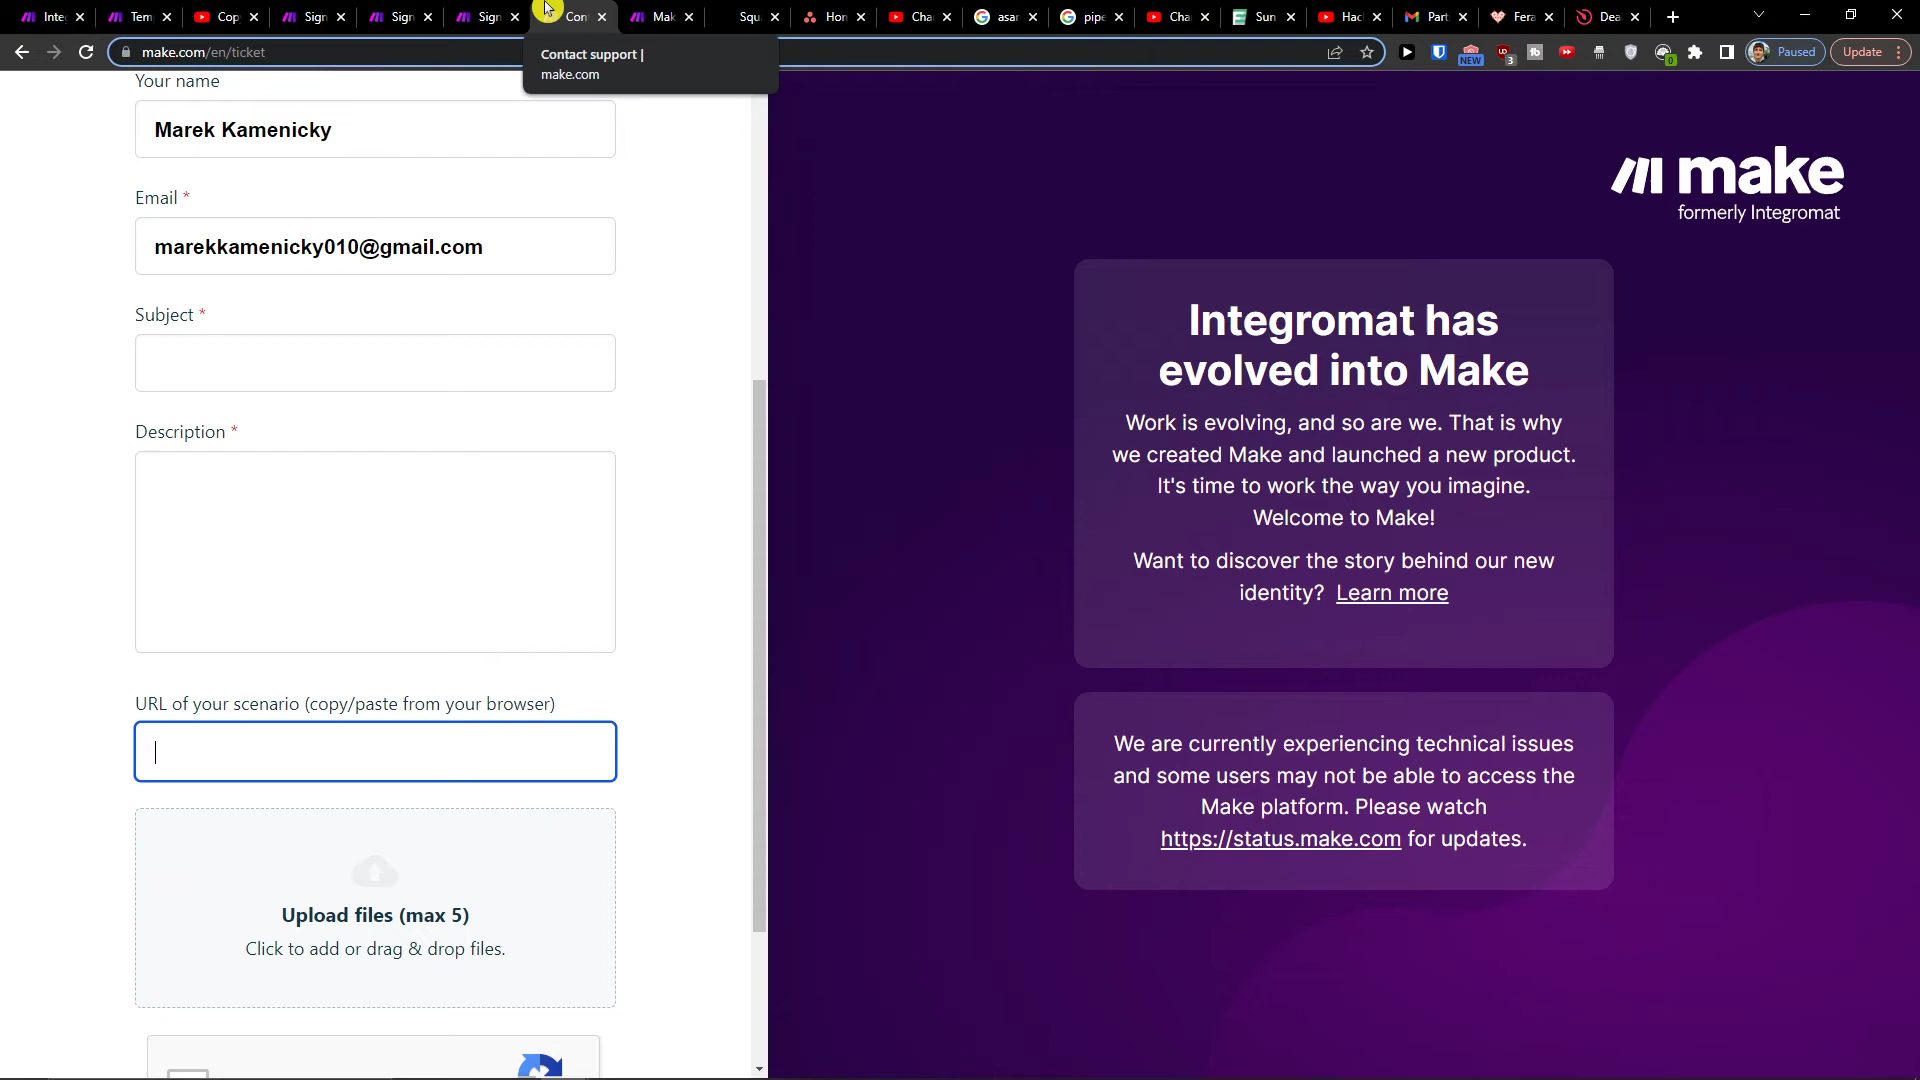 Inte
Tem
Cop
Sign
Sign
Sign
Con
Mak
Squ
Hon
Cha
asar
pipe
Cha
Sun
Hac
Part
Fera
Dea
make.com/en/ticket
NEW
3
0
Paused
Update
Contact support |
make.com
Your name
Marek Kamenicky
Email *
marekkamenicky010@gmail.com
Subject *
Description *
URL of your scenario (copy/paste from your browser)
Upload files (max 5)
Click to add or drag & drop files.
make
formerly Integromat
Integromat has
evolved into Make
Work is evolving, and so are we. That is why
we created Make and launched a new product.
It's time to work the way you imagine.
Welcome to Make!
Want to discover the story behind our new
identity? Learn more
We are currently experiencing technical issues
and some users may not be able to access the
Make platform. Please watch
https://status.make.com for updates.